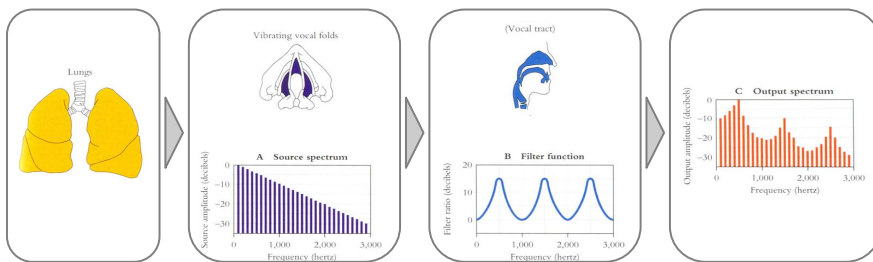 Lungs
Vibrating vocal folds
A Source spectrum
Source amplitude (decibels)
0
−10
−20
−30
0
1,000
2,000
3,000
Frequency (hertz)
(Vocal tract)
B Filter function
Filter ratio (decibels)
20
10
0
0
1,000
2,000
3,000
Frequency (hertz)
C Output spectrum
Output amplitude (decibels)
0
−10
−20
−30
0
1,000
2,000
3,000
Frequency (hertz)